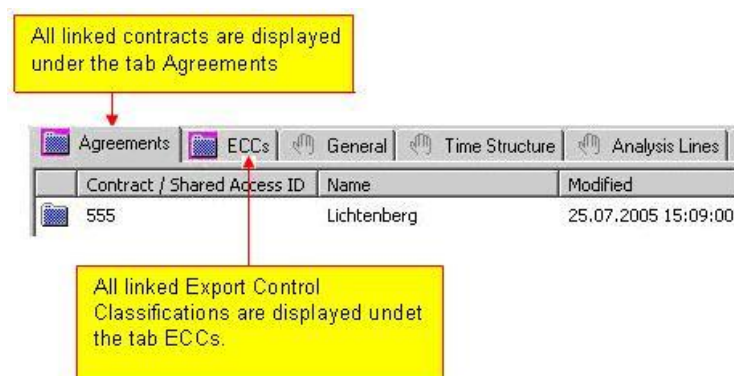 All linked contracts are displayed
under the tab Agreements
Agreements ECCs General Time Structure Analysis Lines
Contract / Shared Access ID Name Modified
555 Lichtenberg 25.07.2005 15:09:00
All linked Export Control
Classifications are displayed undet
the tab ECCs.